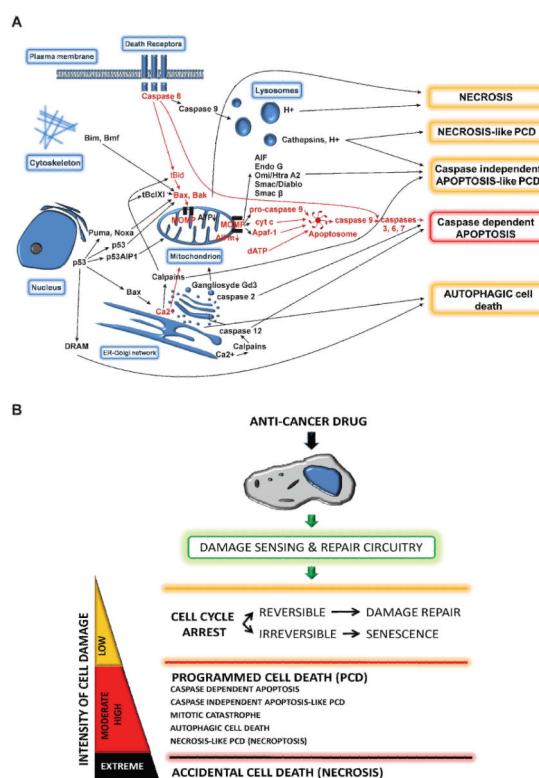 A
Death Receptors
Plasma membrane
Caspase 8
Caspase 9
Lysosomes
H+
NECROSIS
Cathepsins, H+
NECROSIS-like PCD
Cytoskeleton
Bim, Bmf
AIF
Endo G
Omi/Htra A2
Smac/Diablo
Smac β
Caspase independent
APOPTOSIS-like PCD
tBid
tBclXl
Bax, Bak
MOMP
ATP↓
MOMP
pro-caspase 9
cyt c
Apaf-1
dATP
Apoptosome
caspase 9
caspases
3, 6, 7
Caspase dependent
APOPTOSIS
Puma, Noxa
p53
p53
p53AIP1
Mitochondrion
Nucleus
Calpains
Gangliosyde Gd3
caspase 2
Bax
Ca2+
caspase 12
Calpains
Ca2+
AUTOPHAGIC cell
death
DRAM
ER-Golgi network
B
ANTI-CANCER DRUG
DAMAGE SENSING & REPAIR CIRCUITRY
INTENSITY OF CELL DAMAGE
LOW
CELL CYCLE
ARREST
REVERSIBLE
DAMAGE REPAIR
IRREVERSIBLE
SENESCENCE
MODERATE
HIGH
PROGRAMMED CELL DEATH (PCD)
CASPASE DEPENDENT APOPTOSIS
CASPASE INDEPENDENT APOPTOSIS-LIKE PCD
MITOTIC CATASTROPHE
AUTOPHAGIC CELL DEATH
NECROSIS-LIKE PCD (NECROPTOSIS)
EXTREME
ACCIDENTAL CELL DEATH (NECROSIS)